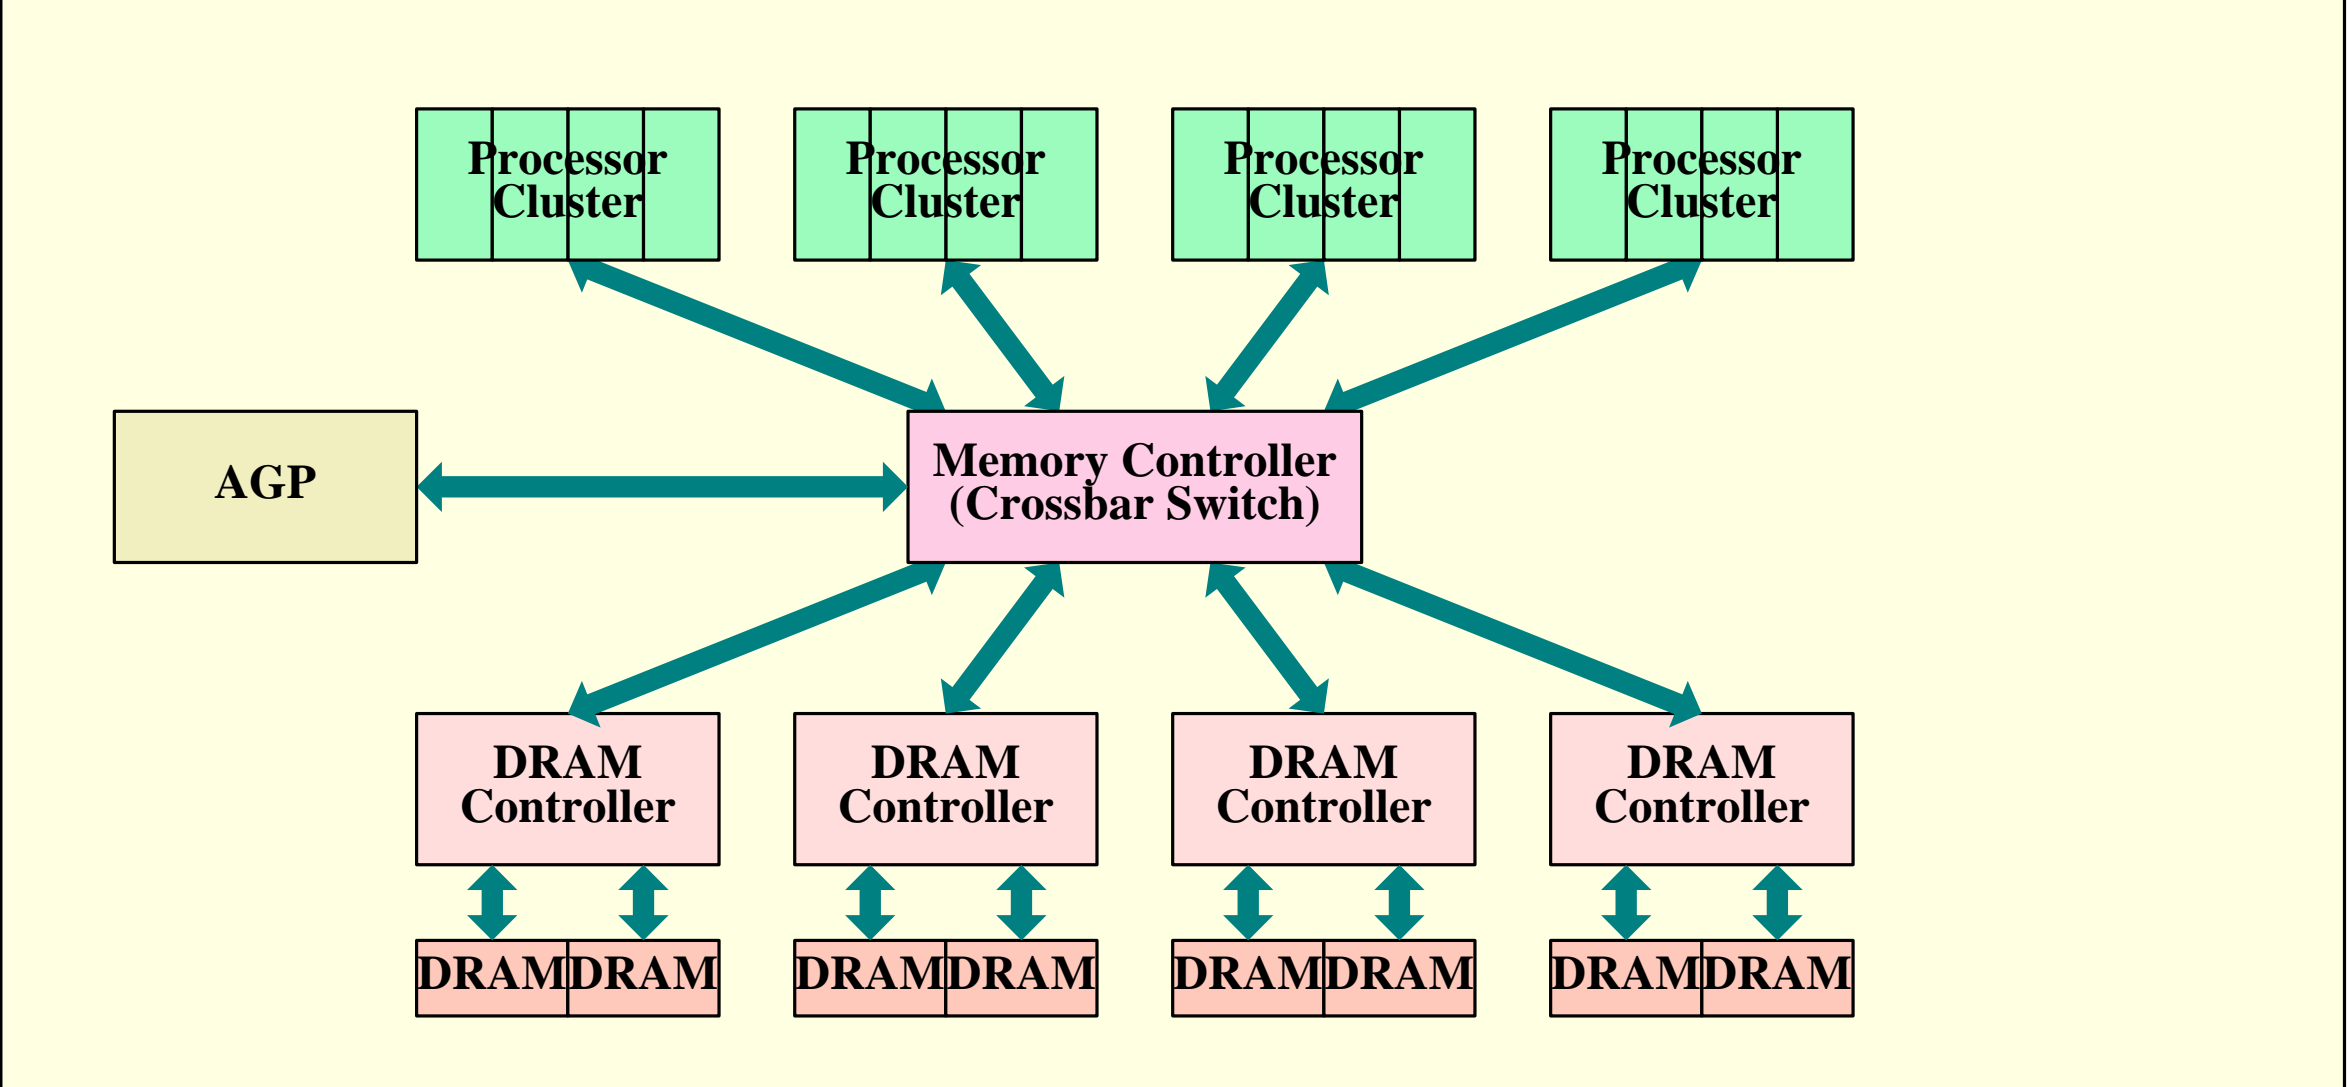 Processor
Cluster
Processor
Cluster
Processor
Cluster
Processor
Cluster
AGP
Memory Controller
(Crossbar Switch)
DRAM
Controller
DRAM
Controller
DRAM
Controller
DRAM
Controller
DRAM DRAM DRAM DRAM DRAM DRAM DRAM DRAM